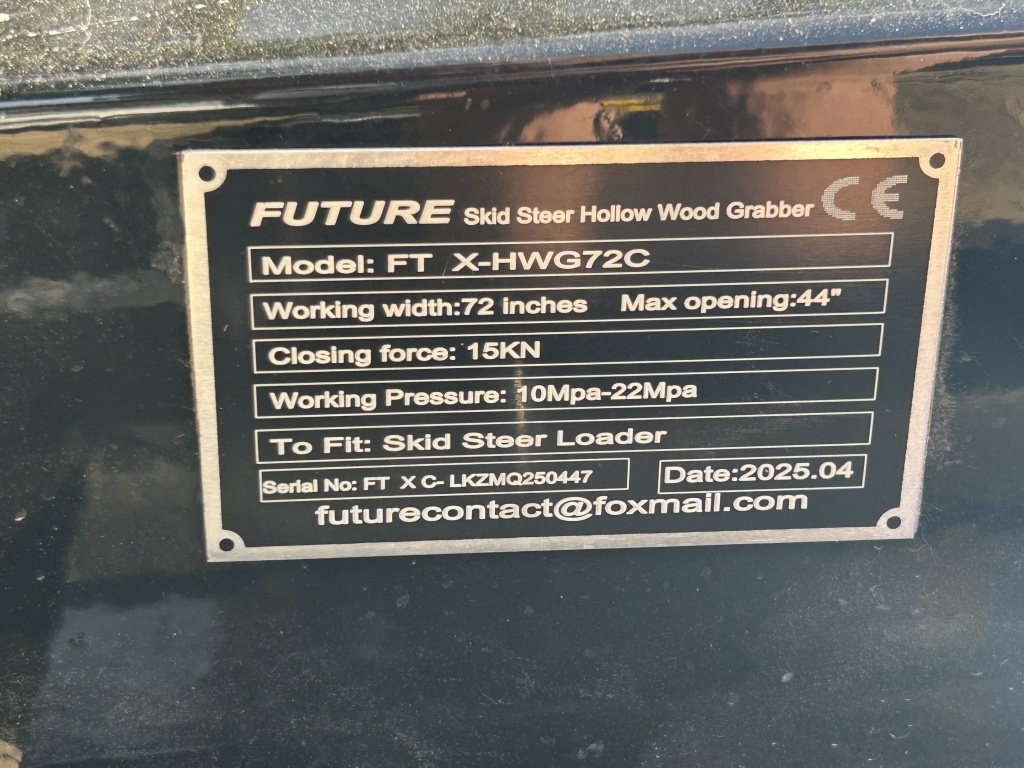 FUTURE Skid Steer Hollow Wood Grabber CE
Model: FT X-HWG72C
Working width:72 inches Max opening:44"
Closing force: 15KN
Working Pressure: 10Mpa-22Mpa
To Fit: Skid Steer Loader
Serial No: FT X C- LKZMQ250447 Date:2025.04
futurecontact@foxmail.com